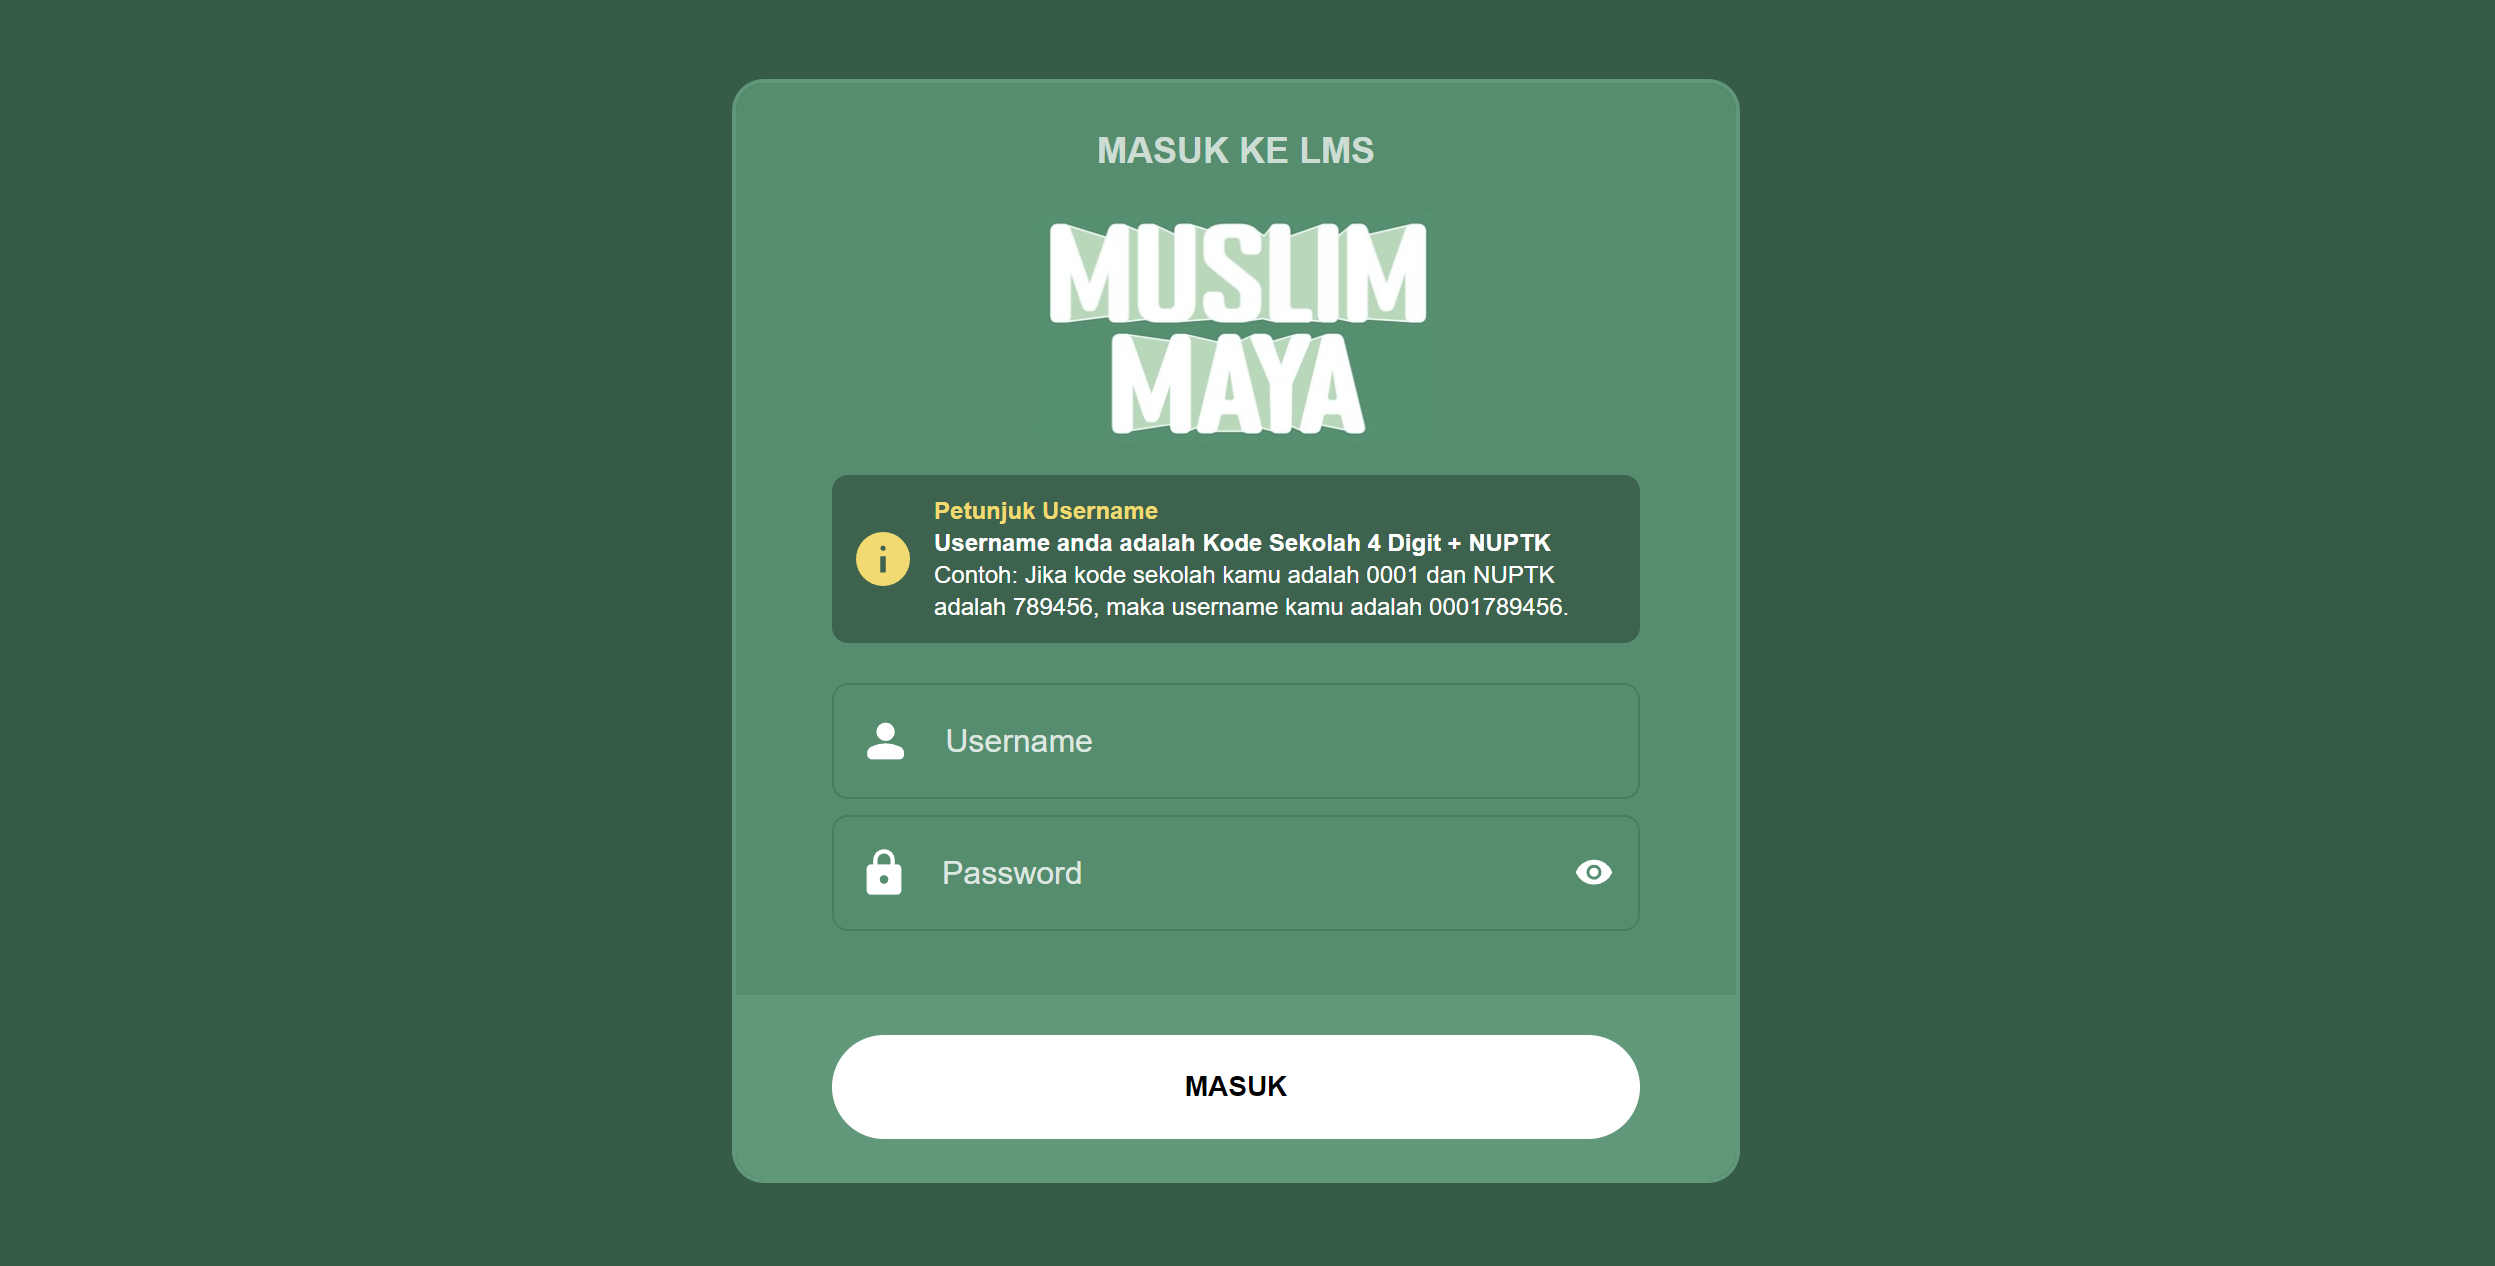 MASUK KE LMS
MUSLIM
MAYA
Petunjuk Username
Username anda adalah Kode Sekolah 4 Digit + NUPTK
Contoh: Jika kode sekolah kamu adalah 0001 dan NUPTK
adalah 789456, maka username kamu adalah 0001789456.
Username
Password
MASUK